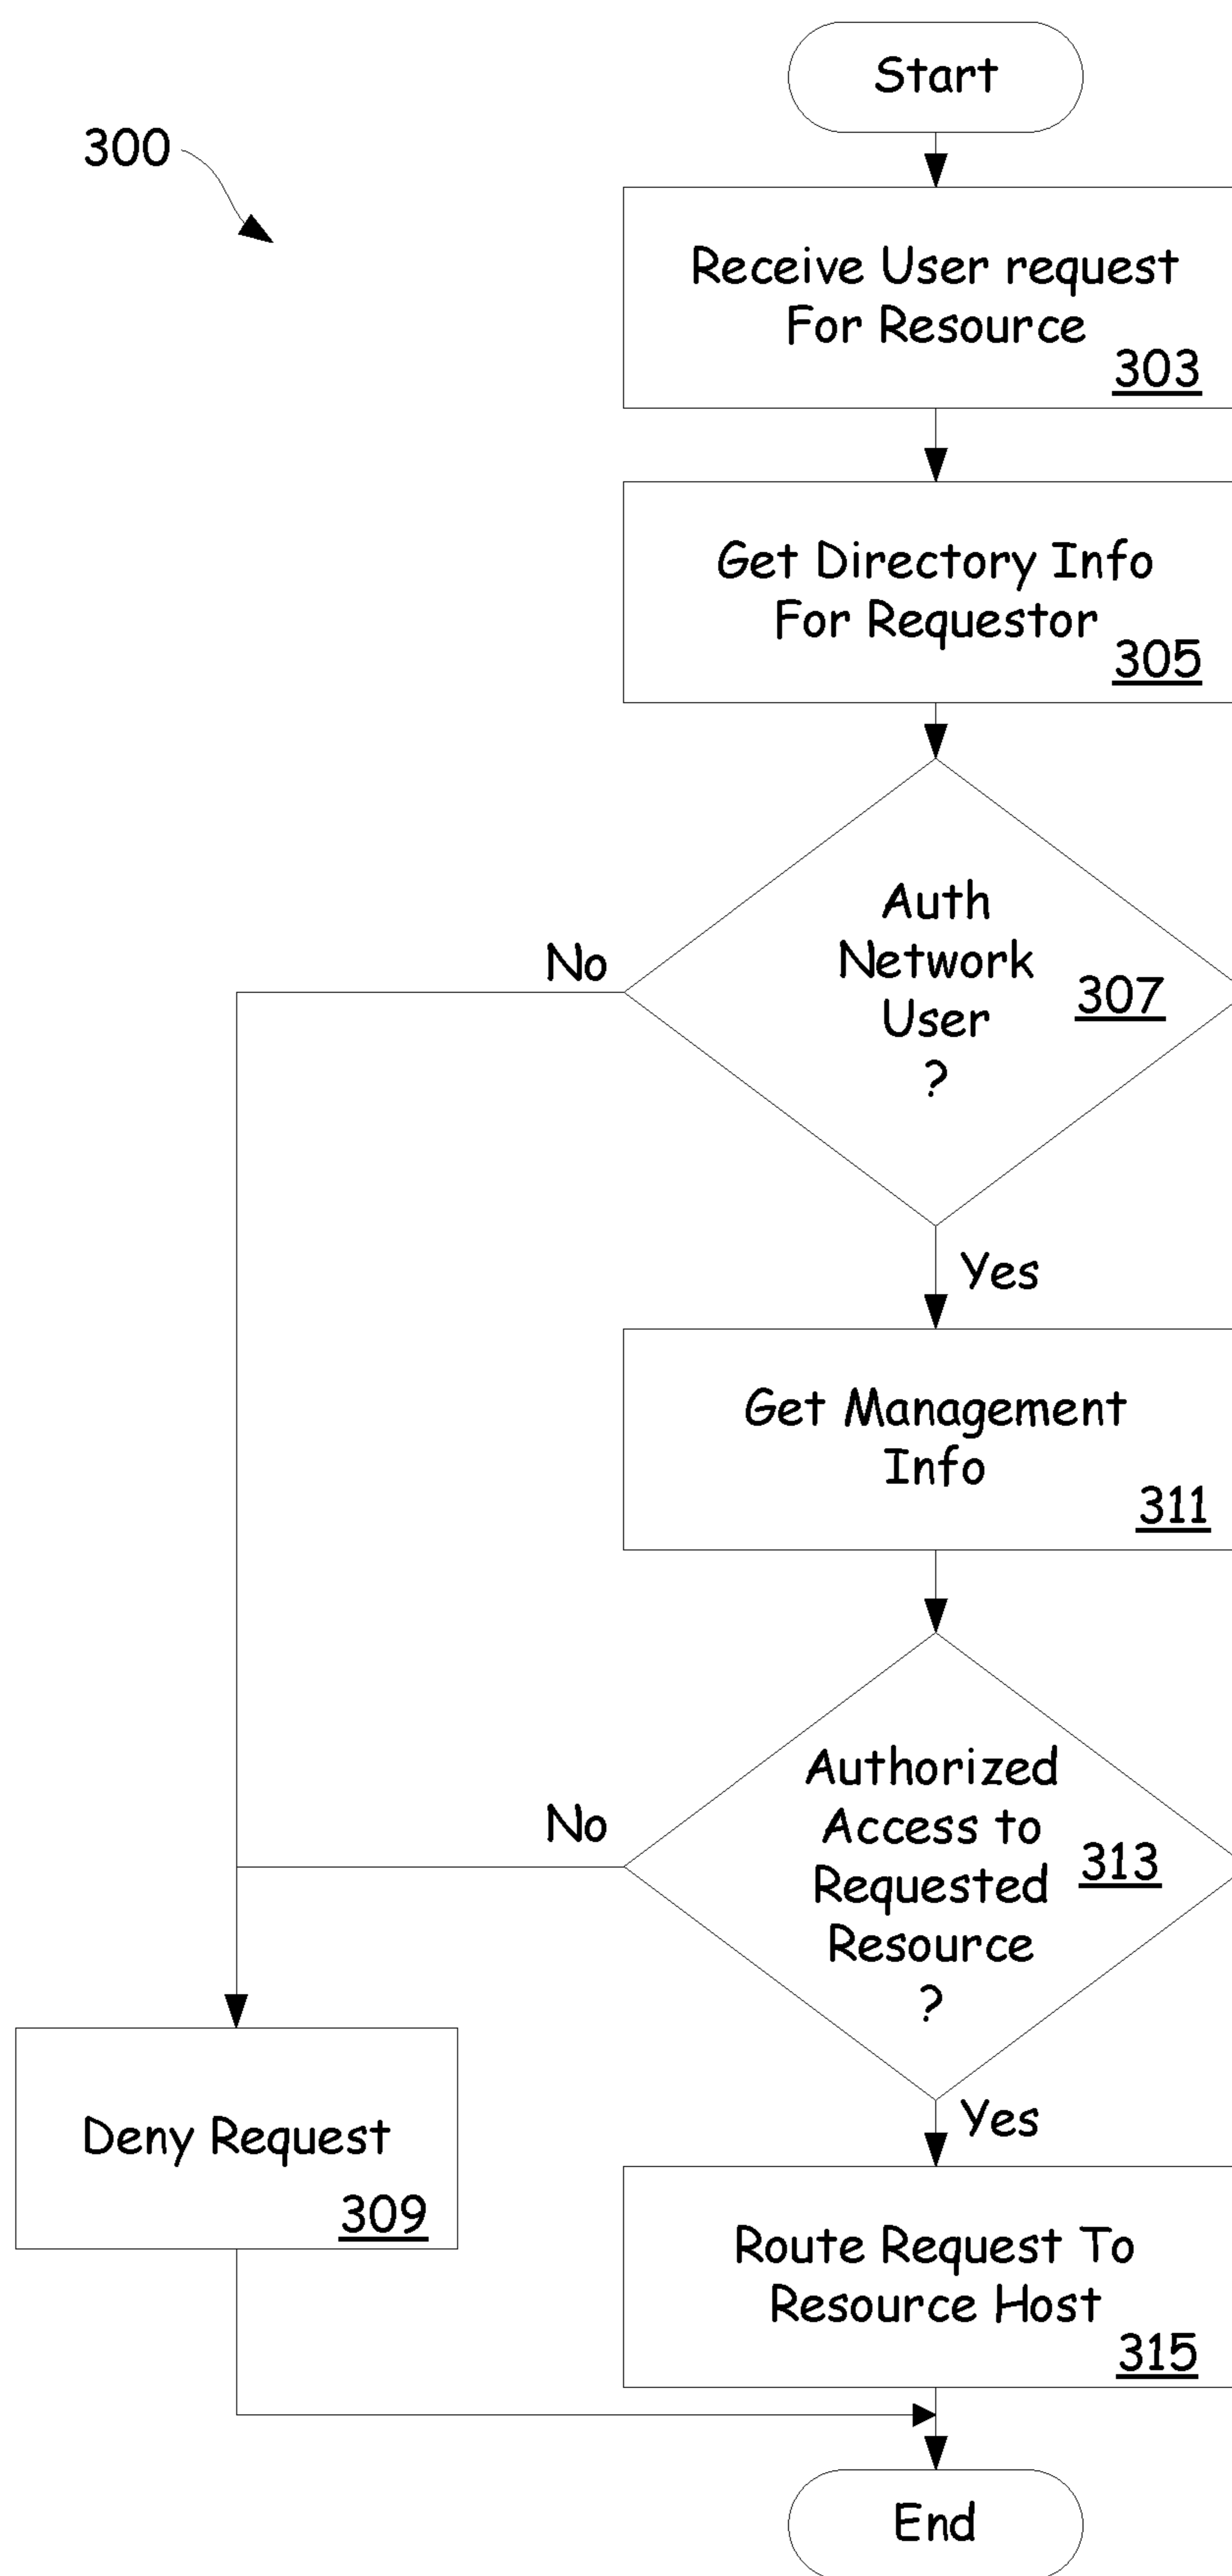 Start
300
Receive User request
For Resource
303
Get Directory Info
For Requestor
305
Auth
Network
User
?
307
No
Yes
Get Management
Info
311
Authorized
Access to
Requested
Resource
?
313
No
Yes
Deny Request
309
Route Request To
Resource Host
315
End